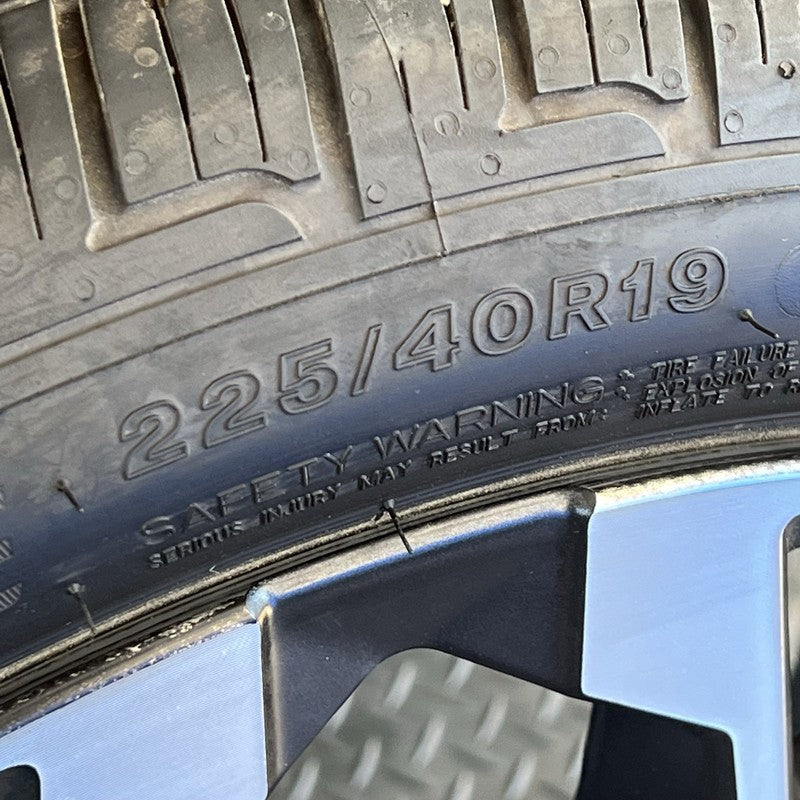 225/40R19
SAFETY WARNING:
SERIOUS INJURY MAY RESULT FROM:
TIRE FAILURE
EXPLOSION OF
INFLATE TO